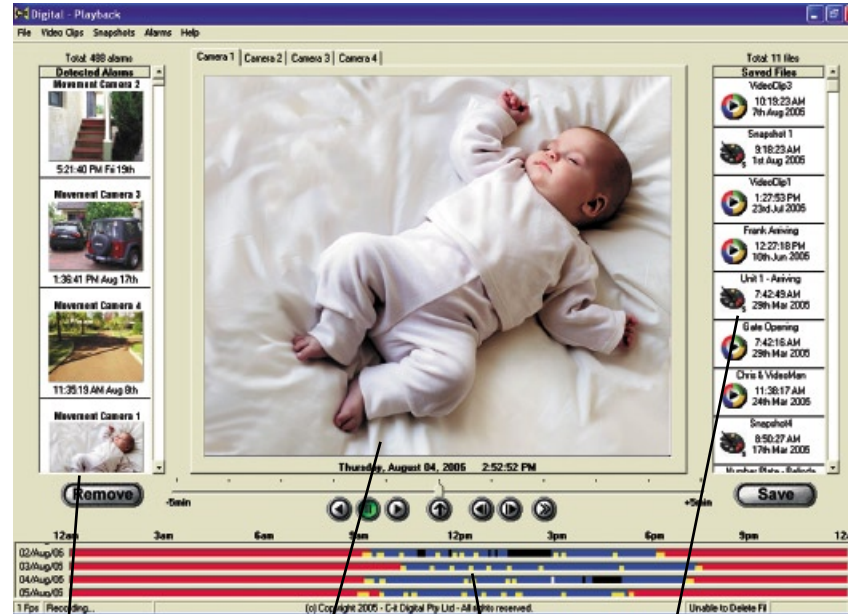 Digital - Playback
File Video Clips Snapshots Alarms Help
Total: 488 alarms
Detected Alarms
Movement Camera 2
5:21:40 PM Fri 19th
Movement Camera 3
1:36:41 PM Aug 17th
Movement Camera 4
11:35:19 AM Aug 8th
Movement Camera 1
Remove
Camera 1 Camera 2 Camera 3 Camera 4
Thursday, August 04, 2005 2:52:52 PM
-5min
+5min
Total: 11 files
Saved Files
VideoClip3
10:19:23 AM
7th Aug 2005
Snapshot 1
9:18:23 AM
1st Aug 2005
VideoClip1
1:27:53 PM
23rd Jul 2005
Frank Arriving
12:27:18 PM
10th Jun 2005
Unit 1 - Arriving
7:42:49 AM
29th Mar 2005
Gate Opening
7:42:16 AM
29th Mar 2005
Chris & VideoMan
11:38:17 AM
24th Mar 2005
Snapshot4
8:50:27 AM
17th Mar 2005
Number Plate - Belinda
Save
12am 3am 6am 9am 12pm 3pm 6pm 9pm 12
02/Aug/05
03/Aug/05
04/Aug/05
05/Aug/05
1 Fps Recording... (c) Copyright 2005 - C-it Digital Pty Ltd - All rights reserved. Unable to Delete Fil